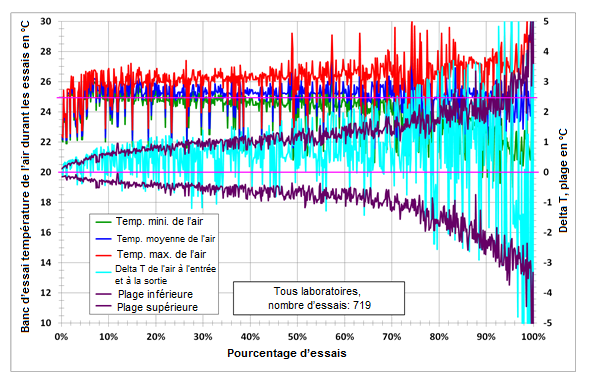 Banc d'essai température de l'air durant les essais en °C
30
28
26
24
22
20
18
16
14
12
10
5
4
3
2
1
0
-1
-2
-3
-4
-5
Delta T, plage en °C
Temp. mini. de l'air
Temp. moyenne de l'air
Temp. max. de l'air
Delta T de l'air à l'entrée
et à la sortie
Plage inférieure
Plage supérieure
Tous laboratoires,
nombre d'essais: 719
0% 10% 20% 30% 40% 50% 60% 70% 80% 90% 100%
Pourcentage d'essais